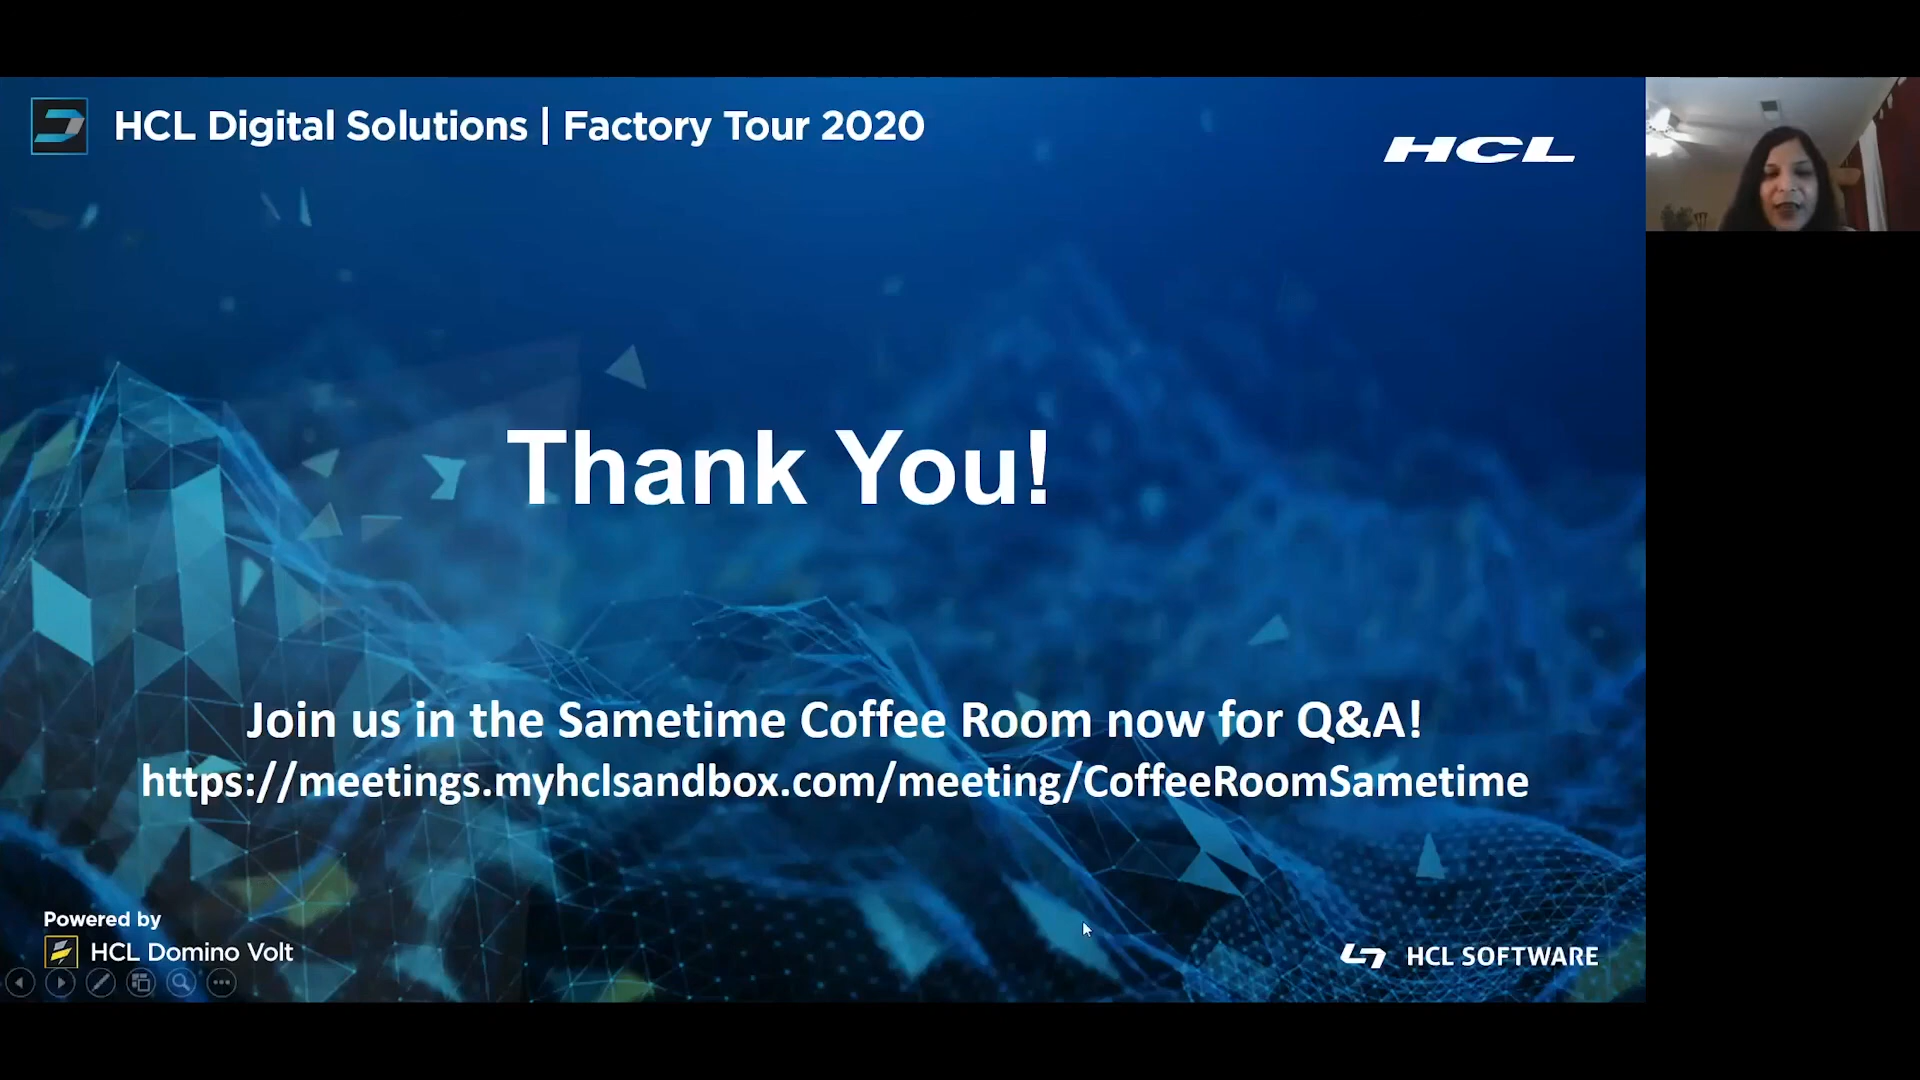 HCL Digital Solutions | Factory Tour 2020
HCL
Thank You!
Join us in the Sametime Coffee Room now for Q&A!
https://meetings.myhclsandbox.com/meeting/CoffeeRoomSametime
Powered by
HCL Domino Volt
HCL SOFTWARE